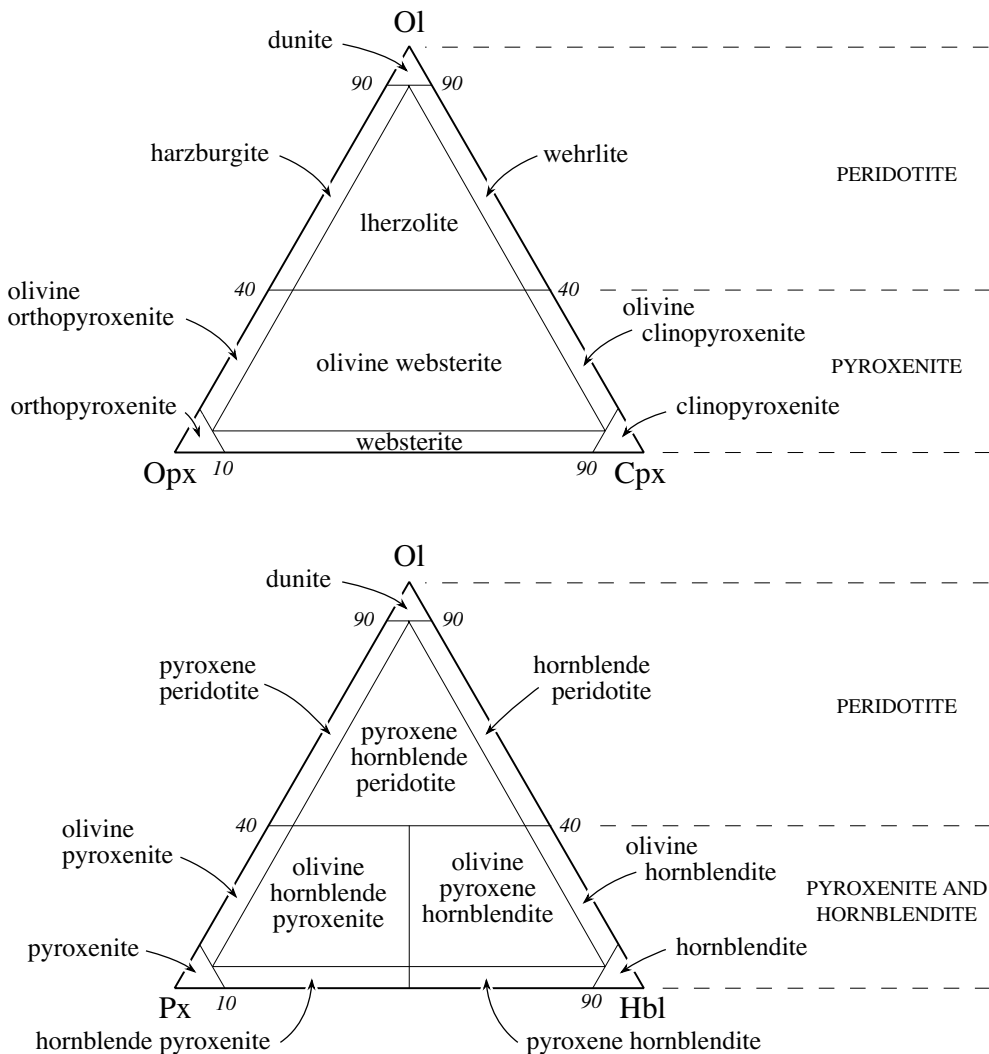 Ol
dunite
90
90
harzburgite
wehrlite
PERIDOTITE
lherzolite
40
40
olivine
orthopyroxenite
olivine
clinopyroxenite
olivine websterite
PYROXENITE
orthopyroxenite
clinopyroxenite
websterite
Opx
10
90
Cpx
Ol
dunite
90
90
pyroxene
peridotite
hornblende
peridotite
PERIDOTITE
pyroxene
hornblende
peridotite
40
40
olivine
pyroxenite
olivine
hornblendite
olivine
hornblende
pyroxenite
olivine
pyroxene
hornblendite
PYROXENITE AND
HORNBLENDITE
pyroxenite
hornblendite
Px
10
90
Hbl
hornblende pyroxenite
pyroxene hornblendite